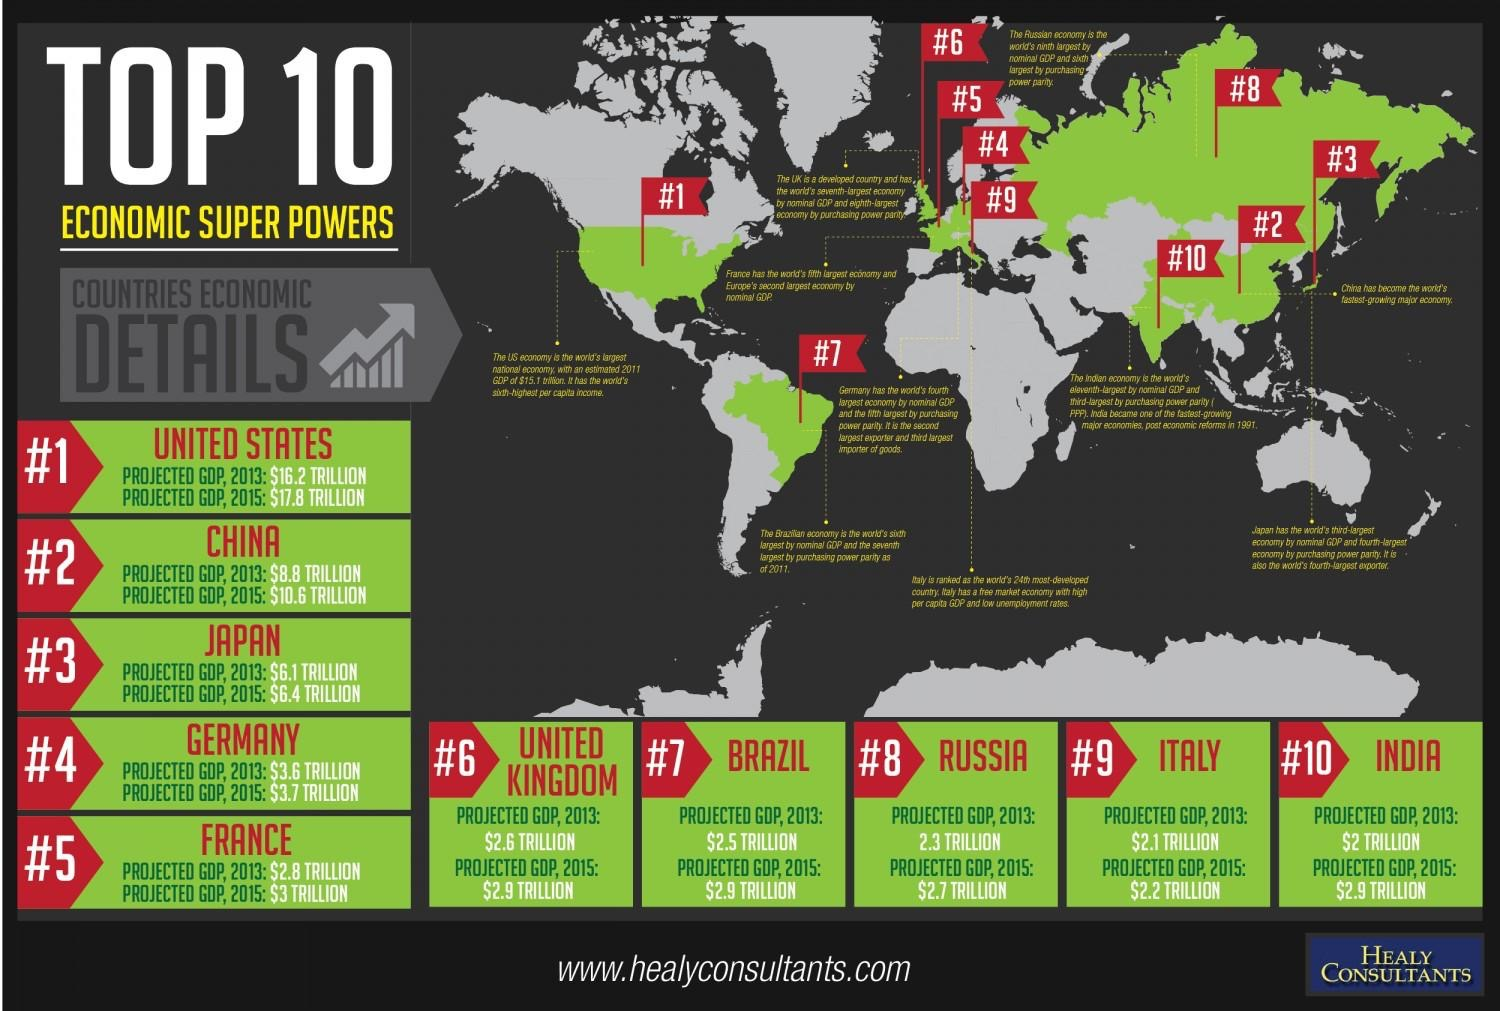 TOP 10
ECONOMIC SUPER POWERS
COUNTRIES ECONOMIC
DETAILS
#1
UNITED STATES
PROJECTED GDP, 2013: $16.2 TRILLION
PROJECTED GDP, 2015: $17.8 TRILLION
#2
CHINA
PROJECTED GDP, 2013: $8.8 TRILLION
PROJECTED GDP, 2015: $10.6 TRILLION
#3
JAPAN
PROJECTED GDP, 2013: $6.1 TRILLION
PROJECTED GDP, 2015: $6.4 TRILLION
#4
GERMANY
PROJECTED GDP, 2013: $3.6 TRILLION
PROJECTED GDP, 2015: $3.7 TRILLION
#5
FRANCE
PROJECTED GDP, 2013: $2.8 TRILLION
PROJECTED GDP, 2015: $3 TRILLION
#6
The Russian economy is the
world's ninth largest by
nominal GDP and sixth
largest by purchasing
power parity.
#8
#5
#4
#3
The UK is a developed country and has
the world's seventh-largest economy
by nominal GDP and eighth-largest
economy by purchasing power parity.
#1
#9
#2
#10
France has the world's fifth largest economy and
Europe's second largest economy by
nominal GDP.
China has become the world's
fastest-growing major economy.
The US economy is the world's largest
national economy, with an estimated 2011
GDP of $15.1 trillion. It has the world's
sixth-highest per capita income.
#7
Germany has the world's fourth
largest economy by nominal GDP
and the fifth largest by purchasing
power parity. It is the second
largest exporter and third largest
importer of goods.
The Indian economy is the world's
eleventh-largest by nominal GDP and
third-largest by purchasing power parity (
PPP). India became one of the fastest-growing
major economies, post economic reforms in 1991.
The Brazilian economy is the world's sixth
largest by nominal GDP and the seventh
largest by purchasing power parity as
of 2011.
Italy is ranked as the world's 24th most-developed
country. Italy has a free market economy with high
per capita GDP and low unemployment rates.
Japan has the world's third-largest
economy by nominal GDP and fourth-largest
economy by purchasing power parity. It is
also the world's fourth-largest exporter.
#6
UNITED
KINGDOM
PROJECTED GDP, 2013:
$2.6 TRILLION
PROJECTED GDP, 2015:
$2.9 TRILLION
#7
BRAZIL
PROJECTED GDP, 2013:
$2.5 TRILLION
PROJECTED GDP, 2015:
$2.9 TRILLION
#8
RUSSIA
PROJECTED GDP, 2013:
2.3 TRILLION
PROJECTED GDP, 2015:
$2.7 TRILLION
#9
ITALY
PROJECTED GDP, 2013:
$2.1 TRILLION
PROJECTED GDP, 2015:
$2.2 TRILLION
#10
INDIA
PROJECTED GDP, 2013:
$2 TRILLION
PROJECTED GDP, 2015:
$2.9 TRILLION
www.healyconsultants.com
HEALY
CONSULTANTS